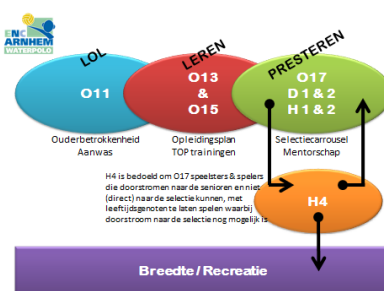 ENC
ARNHEM
WATERPOLO
LOL
LEREN
PRESTEREN
O11
O13
&
O15
O17
D1&2
H1&2
Ouderbetrokkenheid
Aanwas
Opleidingsplan
TOP trainingen
Selectiecarrousel
Mentorschap
H4 is bedoeld om O17 speelsters & spelers
die doorstromen naar de senioren en niet
(direct) naar de selectie kunnen, met
leeftijdsgenoten te laten spelen waarbij
doorstroom naar de selectie nog mogelijk is
H4
Breedte / Recreatie